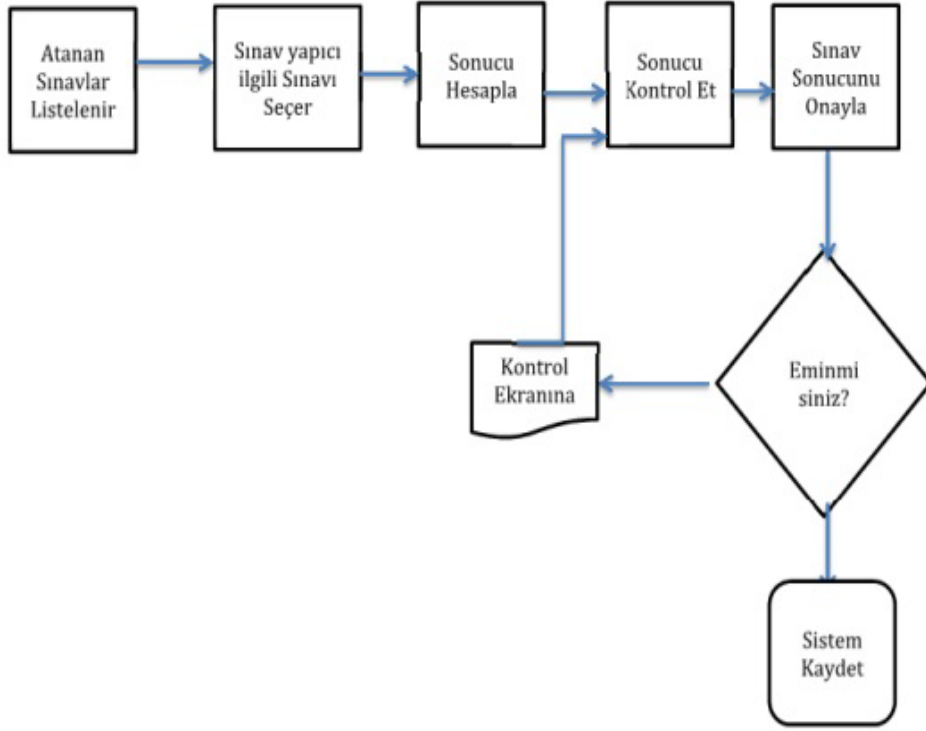 Atanan
Sınavlar
Listelenir
Sınav yapıcı
ilgili Sınavı
Seçer
Sonucu
Hesapla
Sonucu
Kontrol Et
Sınav
Sonucunu
Onayla
Kontrol
Ekranına
Eminmi
siniz?
Sistem
Kaydet